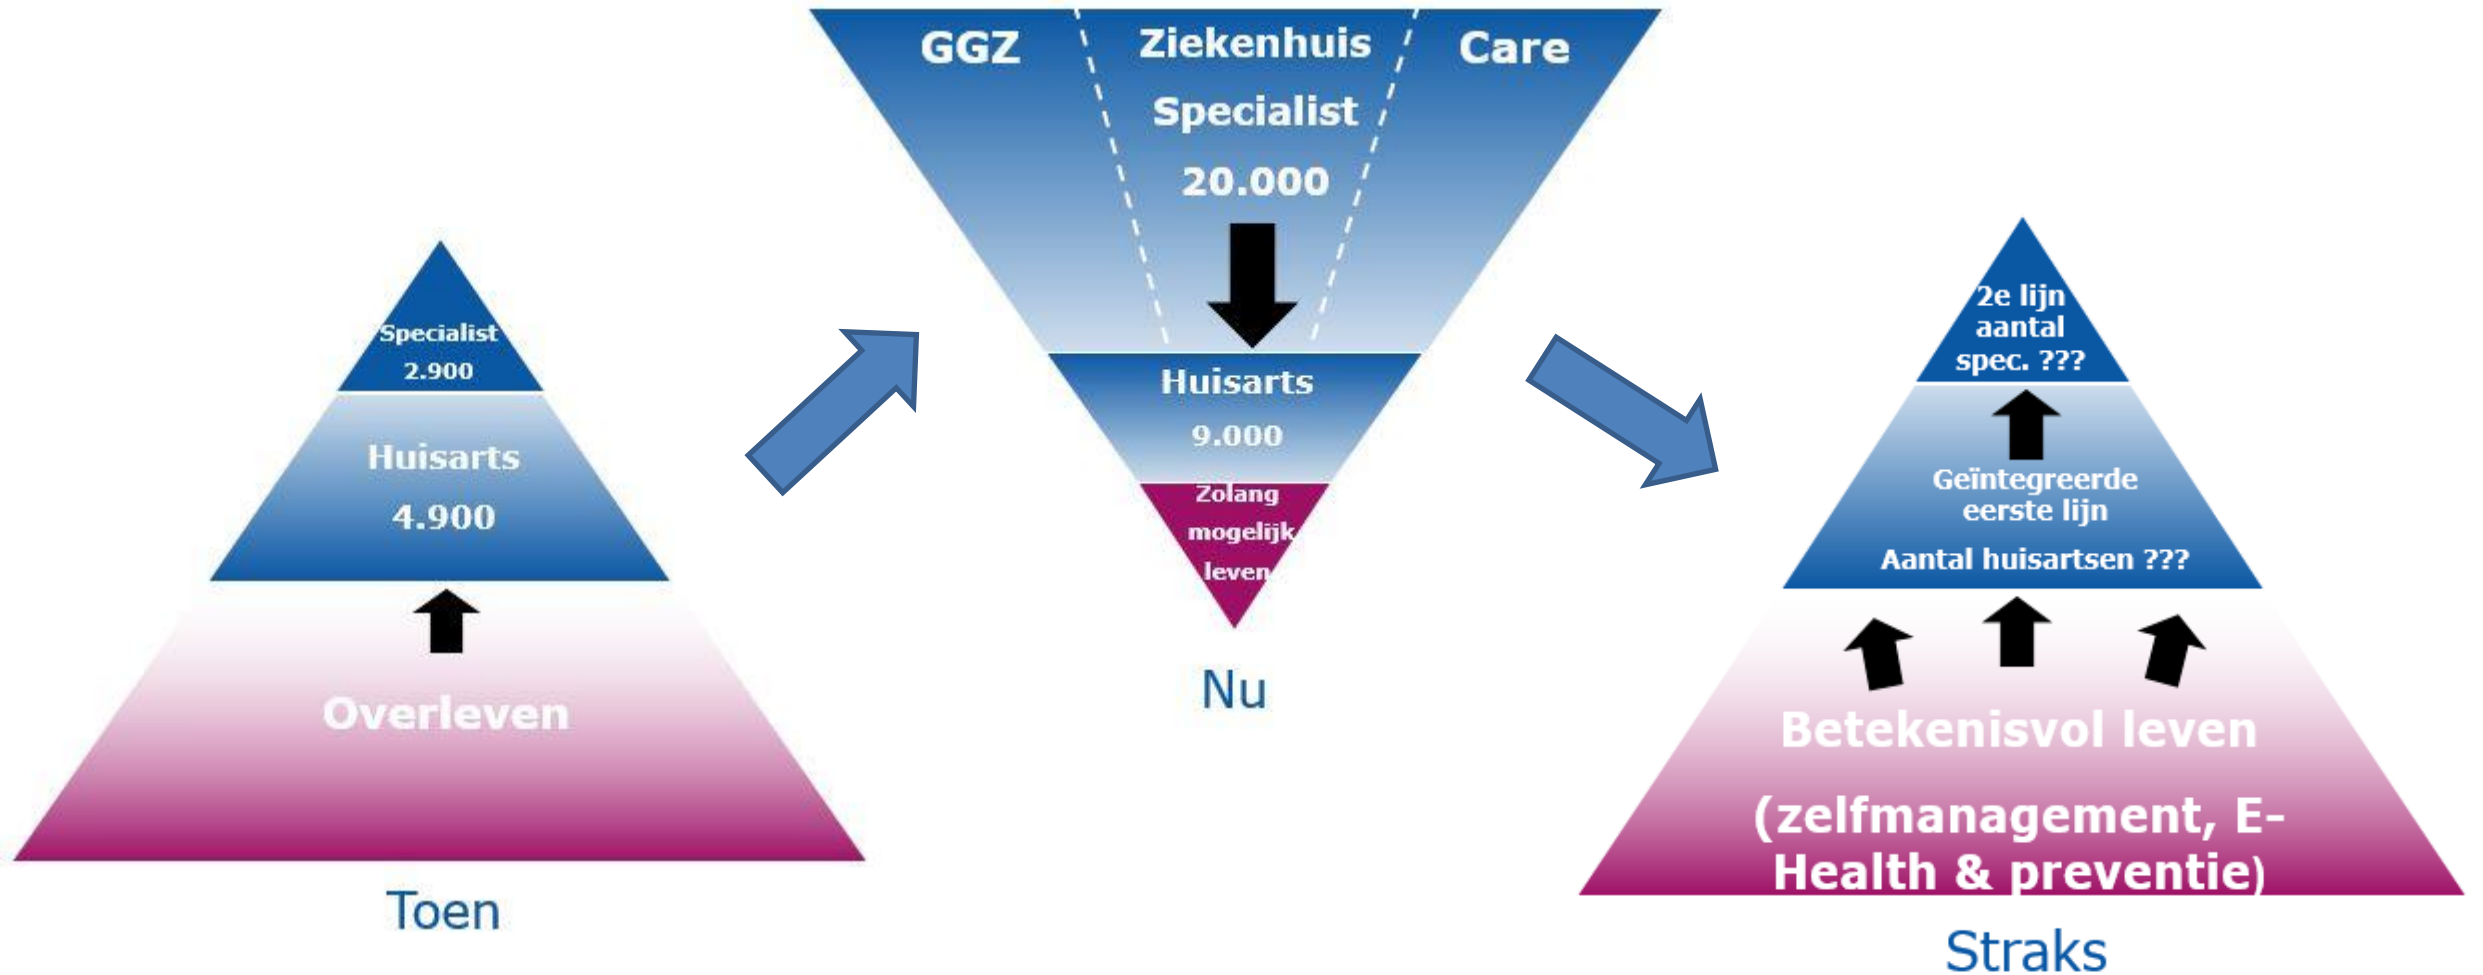 Specialist
2.900
Huisarts
4.900
Overleven
Toen
GGZ
Ziekenhuis
Specialist
20.000
Care
Huisarts
9.000
Zolang
mogelijk
leven
Nu
2e lijn
aantal
spec. ???
Geïntegreerde
eerste lijn
Aantal huisartsen ???
Betekenisvol leven
(zelfmanagement, E-
Health & preventie)
Straks